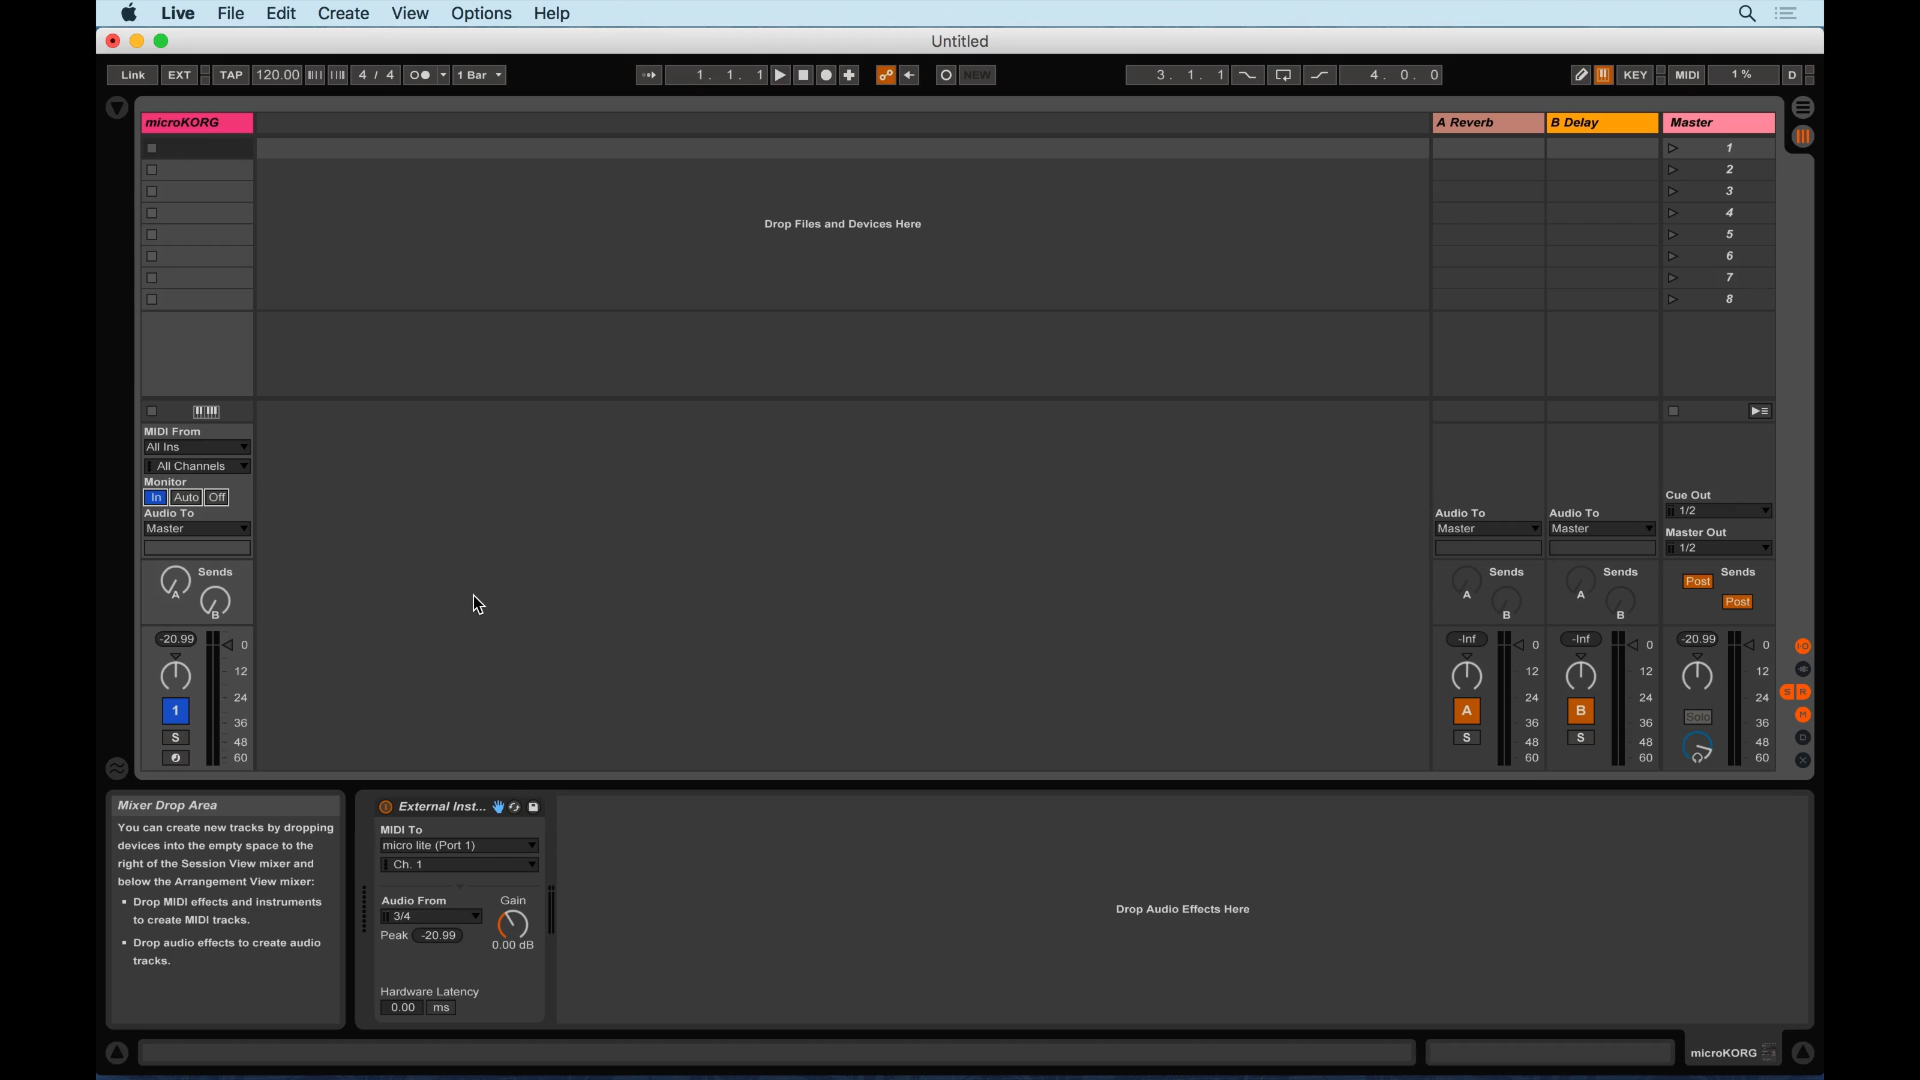 Live File Edit Create View Options Help
Untitled
Link EXT TAP 120.00 4 / 4 1 Bar 1. 1. 1 NEW 3. 1. 1 4. 0. 0 KEY MIDI 1 % D
microKORG A Reverb B Delay Master
1
2
3
4
5
6
7
8
Drop Files and Devices Here
MIDI From
All Ins
All Channels
Monitor
In Auto Off
Audio To
Master
Sends
A
B
-20.99
0
12
24
36
48
60
1
S
Audio To
Master
Sends
A
B
-Inf
0
12
24
36
48
60
A
S
Audio To
Master
Sends
A
B
-Inf
0
12
24
36
48
60
B
S
Cue Out
1/2
Master Out
1/2
Sends
Post
Post
-20.99
0
12
24
36
48
60
Solo
I·O
S R
M
D
X
Mixer Drop Area
You can create new tracks by dropping
devices into the empty space to the
right of the Session View mixer and
below the Arrangement View mixer:
▪ Drop MIDI effects and instruments
to create MIDI tracks.
▪ Drop audio effects to create audio
tracks.
External Inst...
MIDI To
micro lite (Port 1)
Ch. 1
Audio From Gain
3/4
Peak -20.99
0.00 dB
Hardware Latency
0.00 ms
Drop Audio Effects Here
microKORG